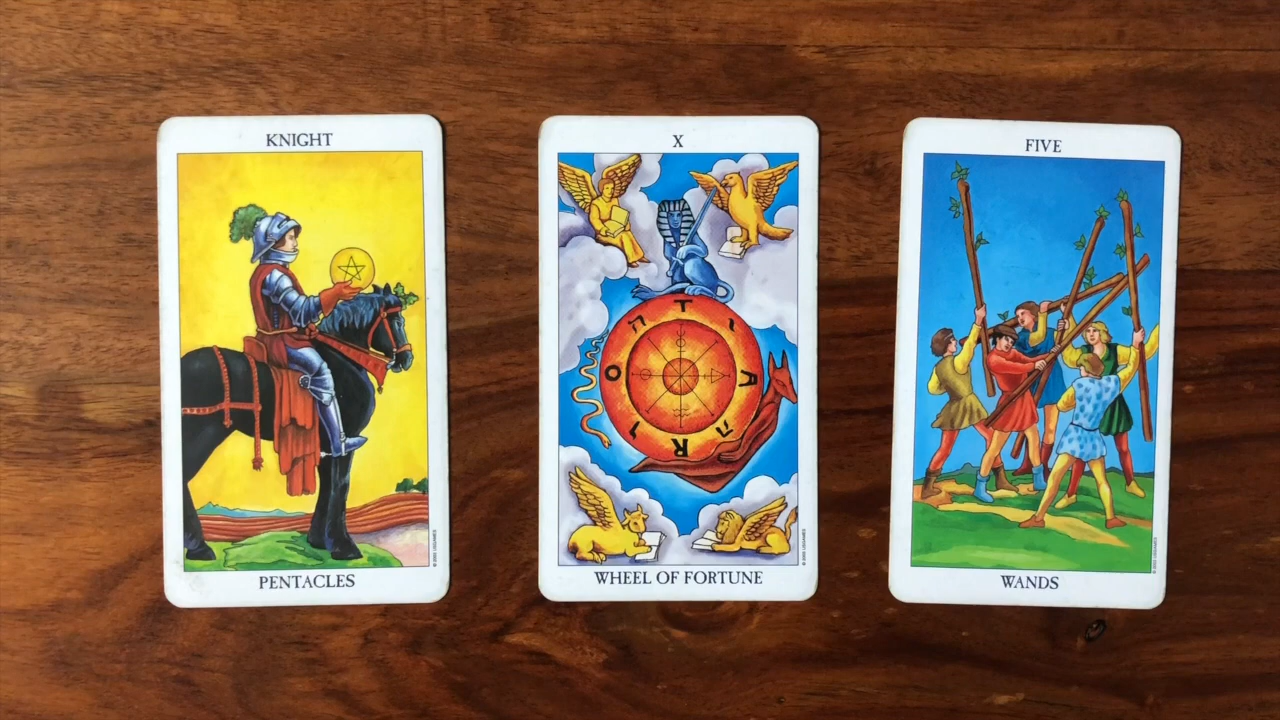 KNIGHT
PENTACLES
X
T י A ה R ו O ה
WHEEL OF FORTUNE
FIVE
WANDS